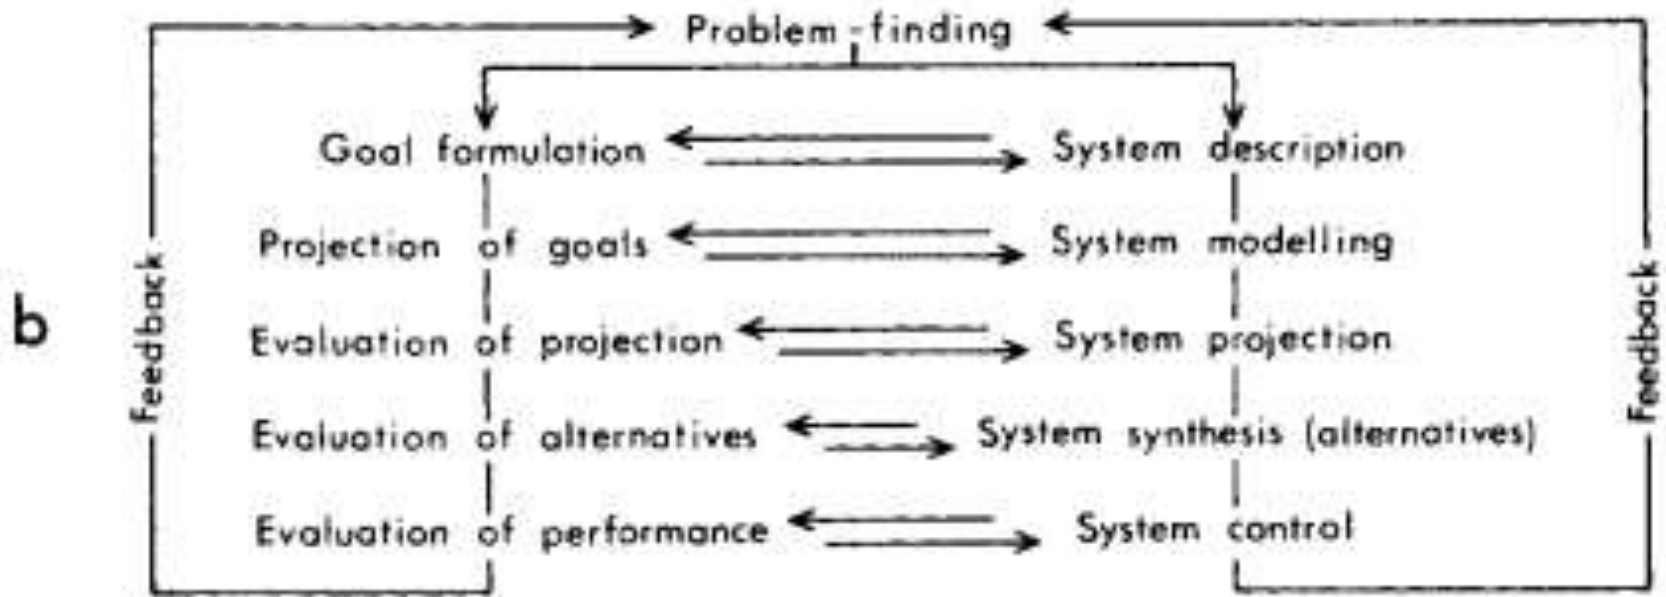 Problem-finding
Goal formulation System description
Projection of goals System modelling
Evaluation of projection System projection
Evaluation of alternatives System synthesis (alternatives)
Evaluation of performance System control
b
Feedback
Feedback